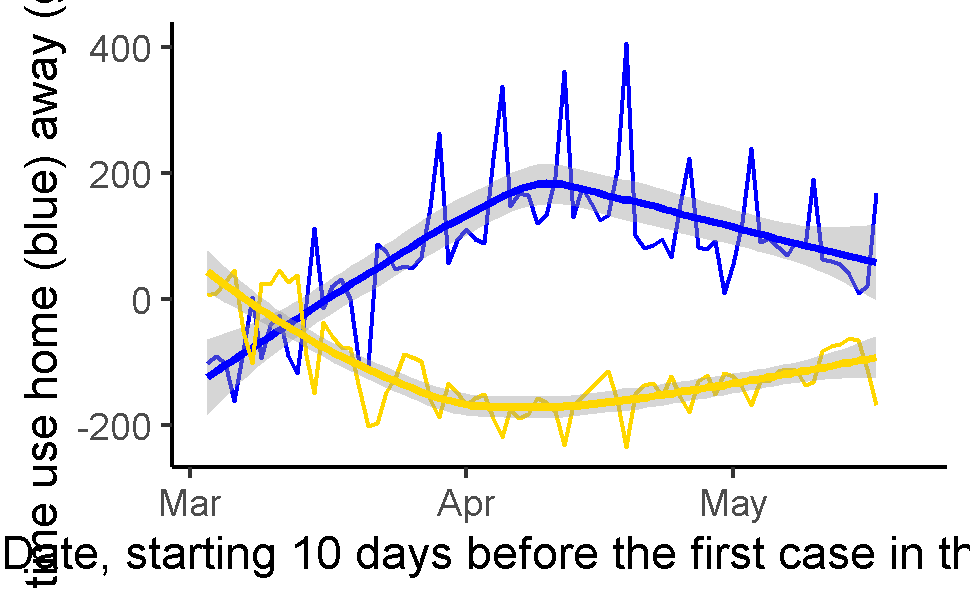 time use home (blue) away (
400
200
0
-200
Mar Apr May
Date, starting 10 days before the first case in th